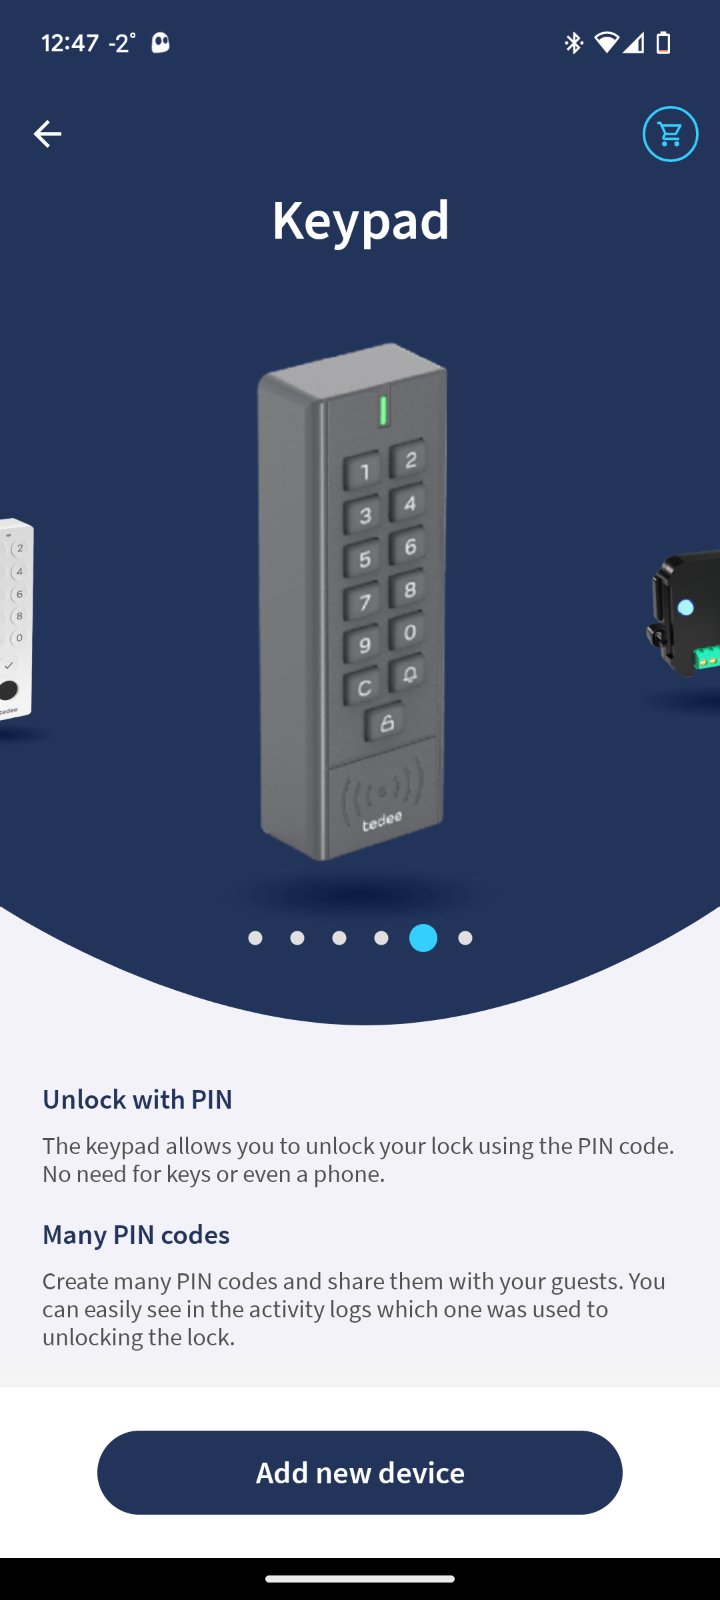 12:47 -2°
Keypad
1 2
3 4
5 6
7 8
9 0
C
tedee
2
4
6
8
0
tedee
Unlock with PIN
The keypad allows you to unlock your lock using the PIN code.
No need for keys or even a phone.
Many PIN codes
Create many PIN codes and share them with your guests. You
can easily see in the activity logs which one was used to
unlocking the lock.
Add new device